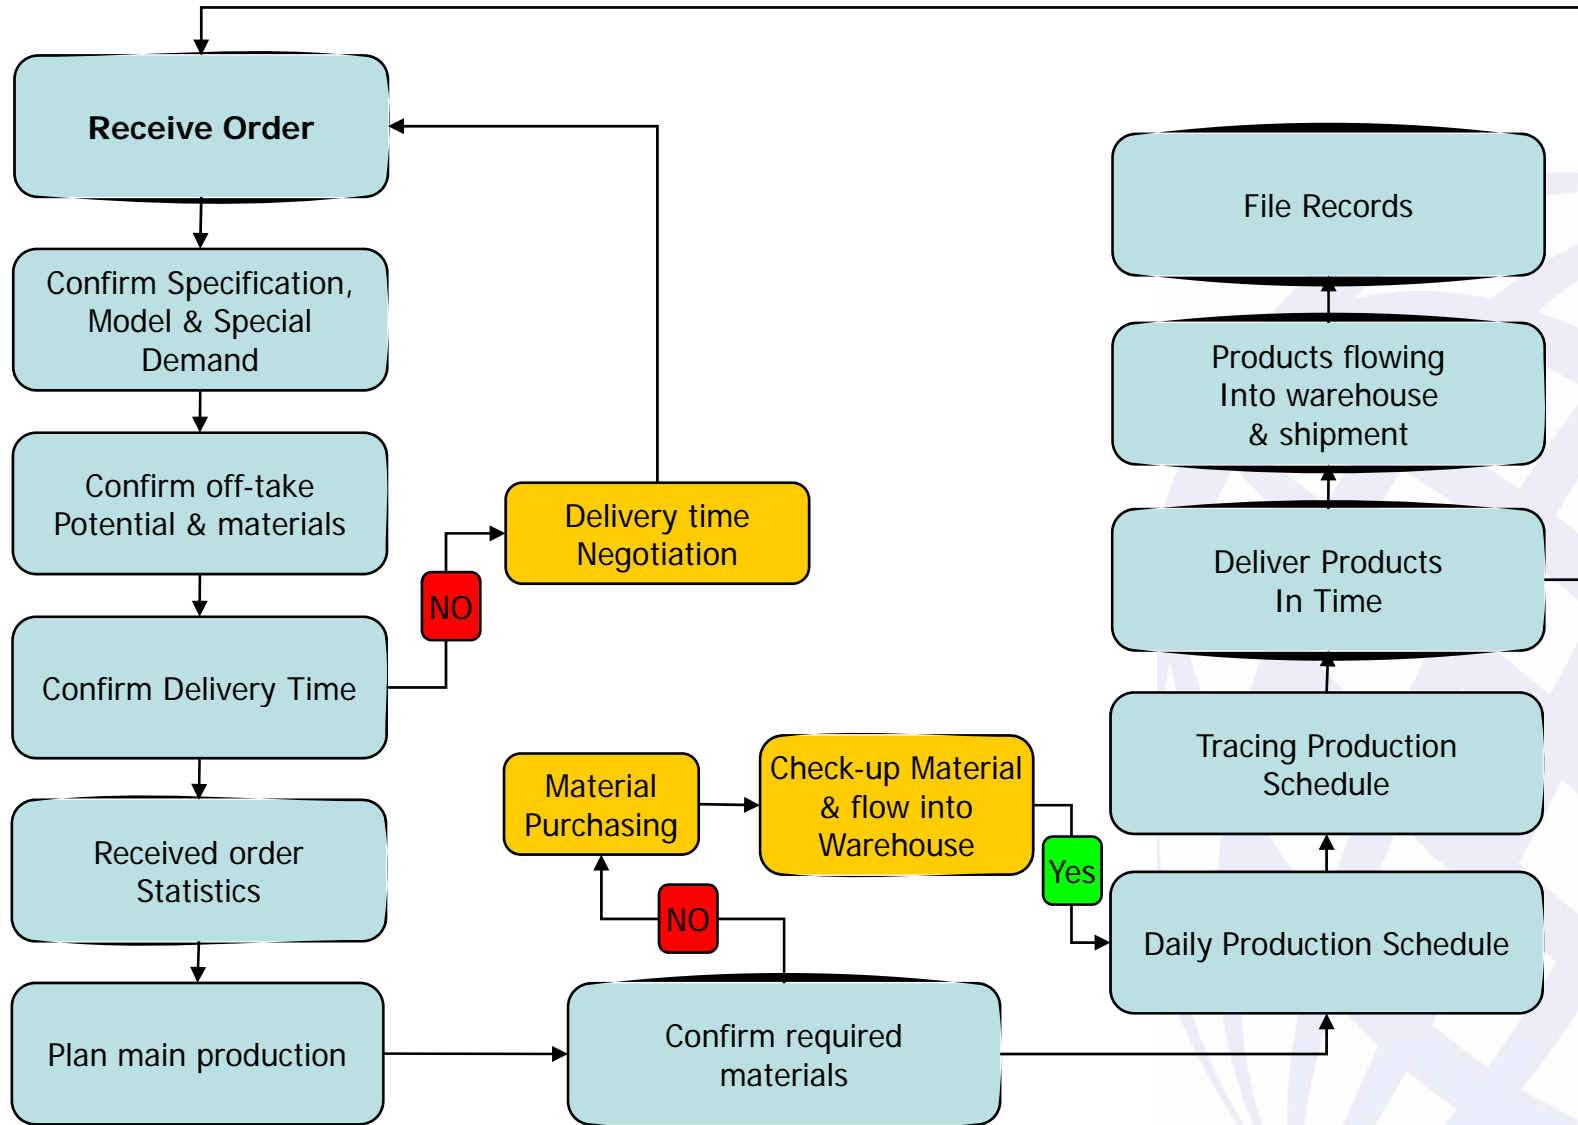 Receive Order
Confirm Specification,
Model & Special
Demand
Confirm off-take
Potential & materials
Confirm Delivery Time
Received order
Statistics
Plan main production
NO
Delivery time
Negotiation
Material
Purchasing
NO
Check-up Material
& flow into
Warehouse
Yes
Confirm required
materials
File Records
Products flowing
Into warehouse
& shipment
Deliver Products
In Time
Tracing Production
Schedule
Daily Production Schedule